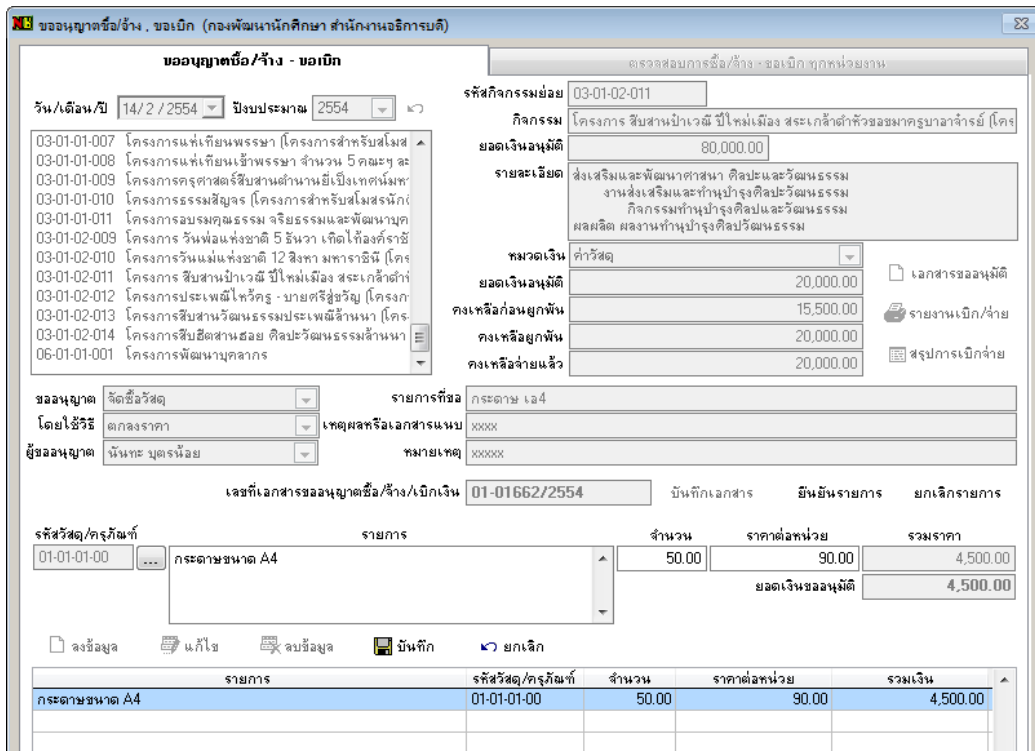 ขออนุญาตซื้อ/จ้าง , ขอเบิก (กองพัฒนานักศึกษา สำนักงานอธิการบดี)
ขออนุญาตซื้อ/จ้าง - ขอเบิก
ตรวจสอบการซื้อ/จ้าง - ขอเบิก ทุกหน่วยงาน
วัน/เดือน/ปี 14/ 2 / 2554 ปีงบประมาณ 2554
รหัสกิจกรรมย่อย 03-01-02-011
กิจกรรม โครงการ สืบสานป๋าเวณี ปี๋ใหม่เมือง สระเกล้าดำหัวขอขมาครูบาอาจารย์ (โคร
ยอดเงินอนุมัติ 80,000.00
รายละเอียด ส่งเสริมและพัฒนาศาสนา ศิลปะและวัฒนธรรม
งานส่งเสริมและทำนุบำรุงศิลปะวัฒนธรรม
กิจกรรมทำนุบำรุงศิลปและวัฒนธรรม
ผลผลิต ผลงานทำนุบำรุงศิลปวัฒนธรรม
03-01-01-007 โครงการแห่เทียนพรรษา (โครงการสำหรับสโมส
03-01-01-008 โครงการแห่เทียนเข้าพรรษา จำนวน 5 คณะๆ ละ
03-01-01-009 โครงการครุศาสตร์สืบสานตำนานยี่เป็งเทศน์มหา
03-01-01-010 โครงการธรรมสัญจร (โครงการสำหรับสโมสรนัก
03-01-01-011 โครงการอบรมคุณธรรม จริยธรรมและพัฒนาบุค
03-01-02-009 โครงการ วันพ่อแห่งชาติ 5 ธันวา เทิดไท้องค์ราชั
03-01-02-010 โครงการวันแม่แห่งชาติ 12 สิงหา มหาราชินี (โคร
03-01-02-011 โครงการ สืบสานป๋าเวณี ปี๋ใหม่เมือง สระเกล้าดำ
03-01-02-012 โครงการประเพณีไหว้ครู - บายศรีสู่ขวัญ (โครงก
03-01-02-013 โครงการสืบสานวัฒนธรรมประเพณีล้านนา (โคร
03-01-02-014 โครงการสืบฮีตสานฮอย ศิลปะวัฒนธรรมล้านนา
06-01-01-001 โครงการพัฒนาบุคลากร
หมวดเงิน ค่าวัสดุ
ยอดเงินอนุมัติ 20,000.00
คงเหลือก่อนผูกพัน 15,500.00
คงเหลือผูกพัน 20,000.00
คงเหลือจ่ายแล้ว 20,000.00
เอกสารขออนุมัติ
รายงานเบิก/จ่าย
สรุปการเบิกจ่าย
ขออนุญาต จัดซื้อวัสดุ รายการที่ขอ กระดาษ เอ4
โดยใช้วิธี ตกลงราคา เหตุผลหรือเอกสารแนบ xxxx
ผู้ขออนุญาต นันทะ บุตรน้อย หมายเหตุ xxxxx
เลขที่เอกสารขออนุญาตซื้อ/จ้าง/เบิกเงิน 01-01662/2554 บันทึกเอกสาร ยืนยันรายการ ยกเลิกรายการ
รหัสวัสดุ/ครุภัณฑ์ รายการ จำนวน ราคาต่อหน่วย รวมราคา
01-01-01-00 ... กระดาษขนาด A4 50.00 90.00 4,500.00
ยอดเงินขออนุมัติ 4,500.00
ลงข้อมูล แก้ไข ลบข้อมูล บันทึก ยกเลิก
รายการ รหัสวัสดุ/ครุภัณฑ์ จำนวน ราคาต่อหน่วย รวมเงิน
กระดาษขนาด A4 01-01-01-00 50.00 90.00 4,500.00